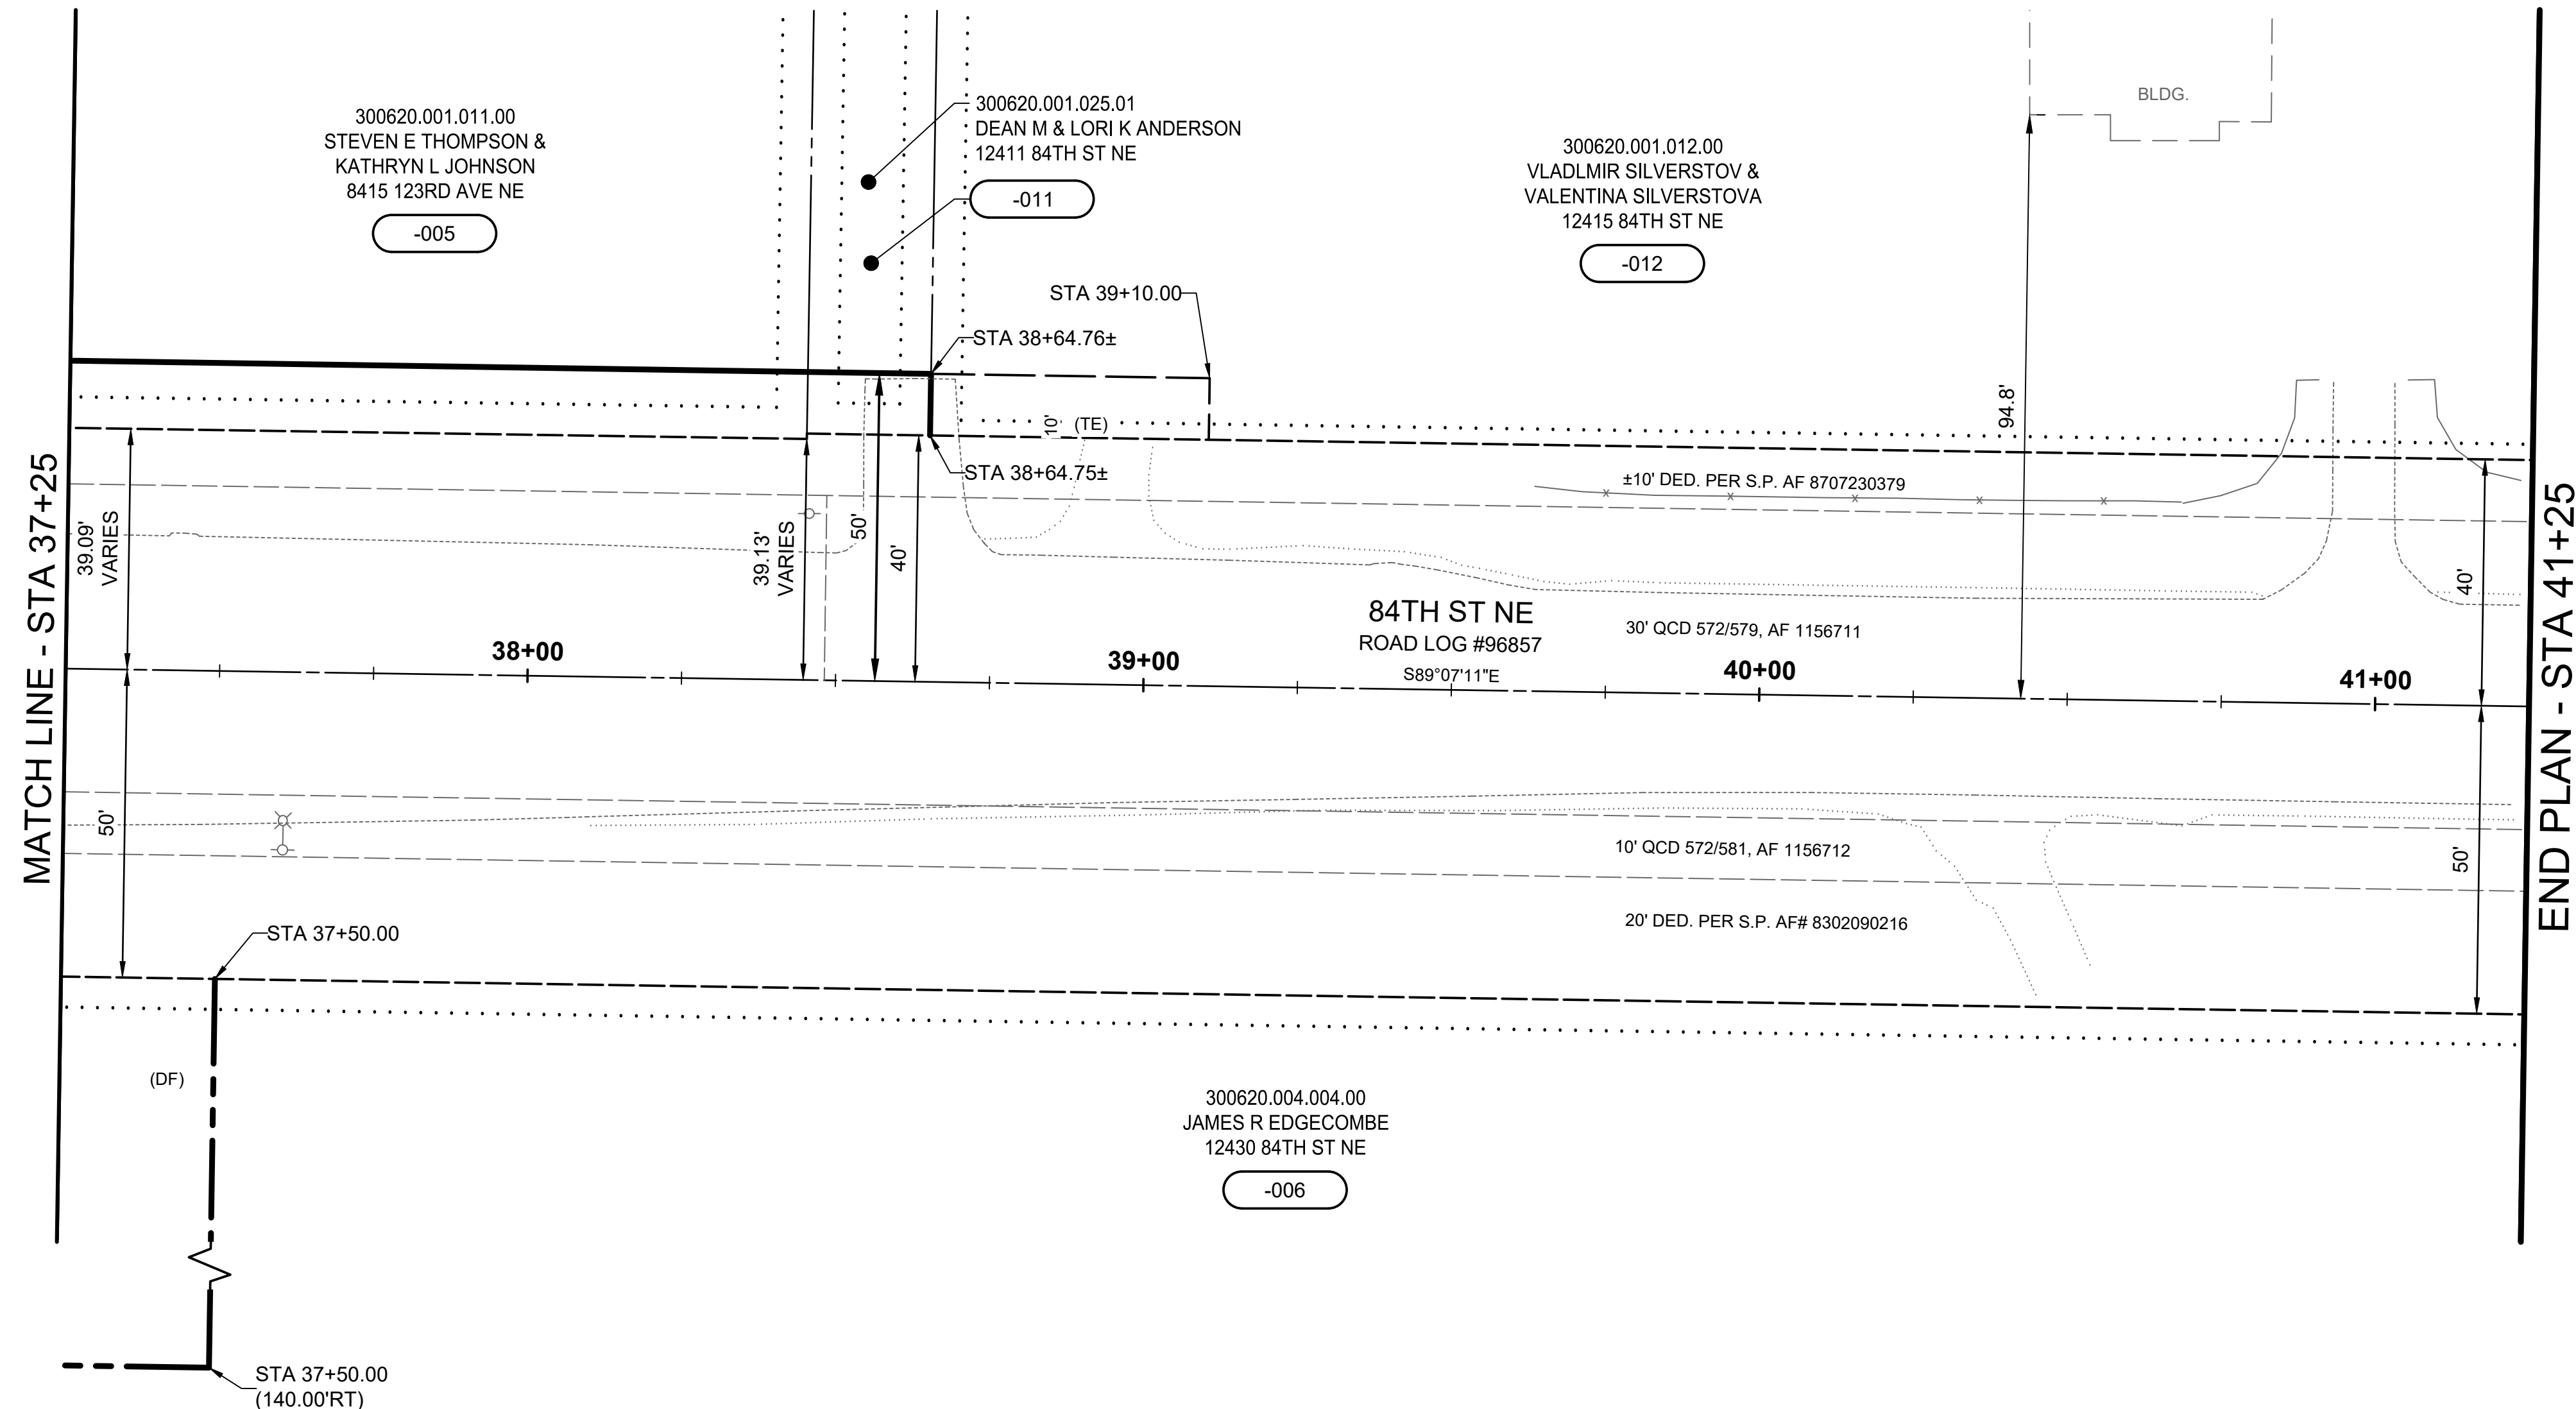 300620.001.011.00
STEVEN E THOMPSON &
KATHRYN L JOHNSON
8415 123RD AVE NE
-005
300620.001.025.01
DEAN M & LORI K ANDERSON
12411 84TH ST NE
-011
300620.001.012.00
VLADLMIR SILVERSTOV &
VALENTINA SILVERSTOVA
12415 84TH ST NE
-012
BLDG.
STA 39+10.00
STA 38+64.76±
94.8'
10'
(TE)
STA 38+64.75±
±10' DED. PER S.P. AF 8707230379
x x x x x
MATCH LINE - STA 37+25
39.09'
VARIES
39.13'
VARIES
50'
40'
84TH ST NE
ROAD LOG #96857
S89°07'11"E
30' QCD 572/579, AF 1156711
40'
END PLAN - STA 41+25
38+00
39+00
40+00
41+00
50'
10' QCD 572/581, AF 1156712
50'
20' DED. PER S.P. AF# 8302090216
STA 37+50.00
(DF)
300620.004.004.00
JAMES R EDGECOMBE
12430 84TH ST NE
-006
STA 37+50.00
(140.00'RT)